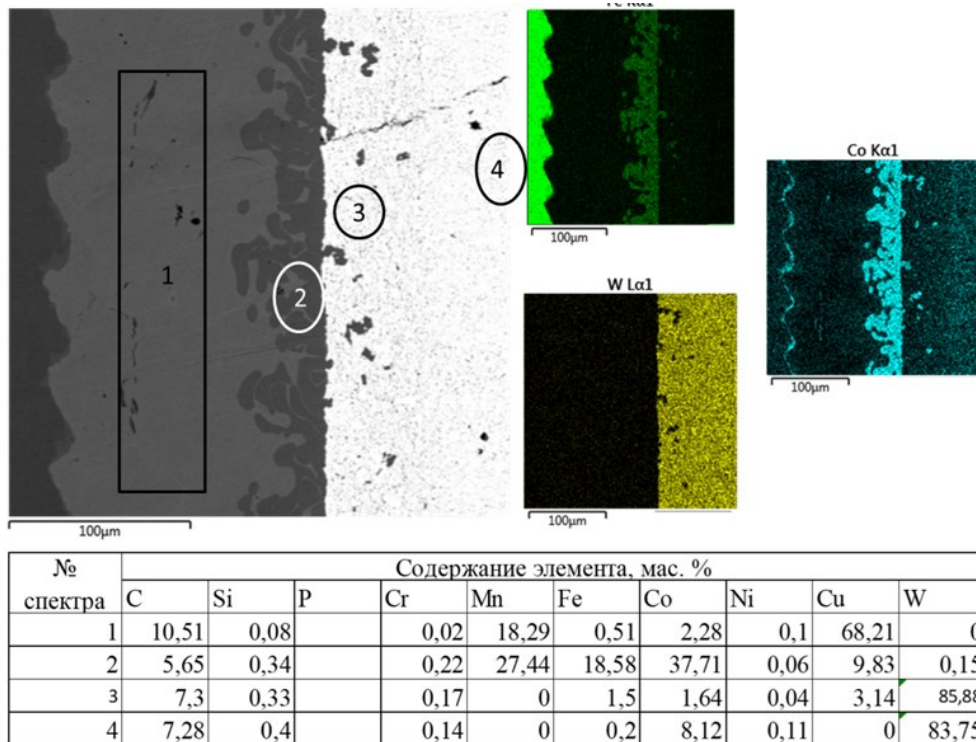 1
2
3
4
100µm
100µm
Co Kα1
100µm
W Lα1
100µm
№ спектра
Содержание элемента, мас. %
C Si P Cr Mn Fe Co Ni Cu W
1 10,51 0,08 0,02 18,29 0,51 2,28 0,1 68,21 0
2 5,65 0,34 0,22 27,44 18,58 37,71 0,06 9,83 0,15
3 7,3 0,33 0,17 0 1,5 1,64 0,04 3,14 85,88
4 7,28 0,4 0,14 0 0,2 8,12 0,11 0 83,75